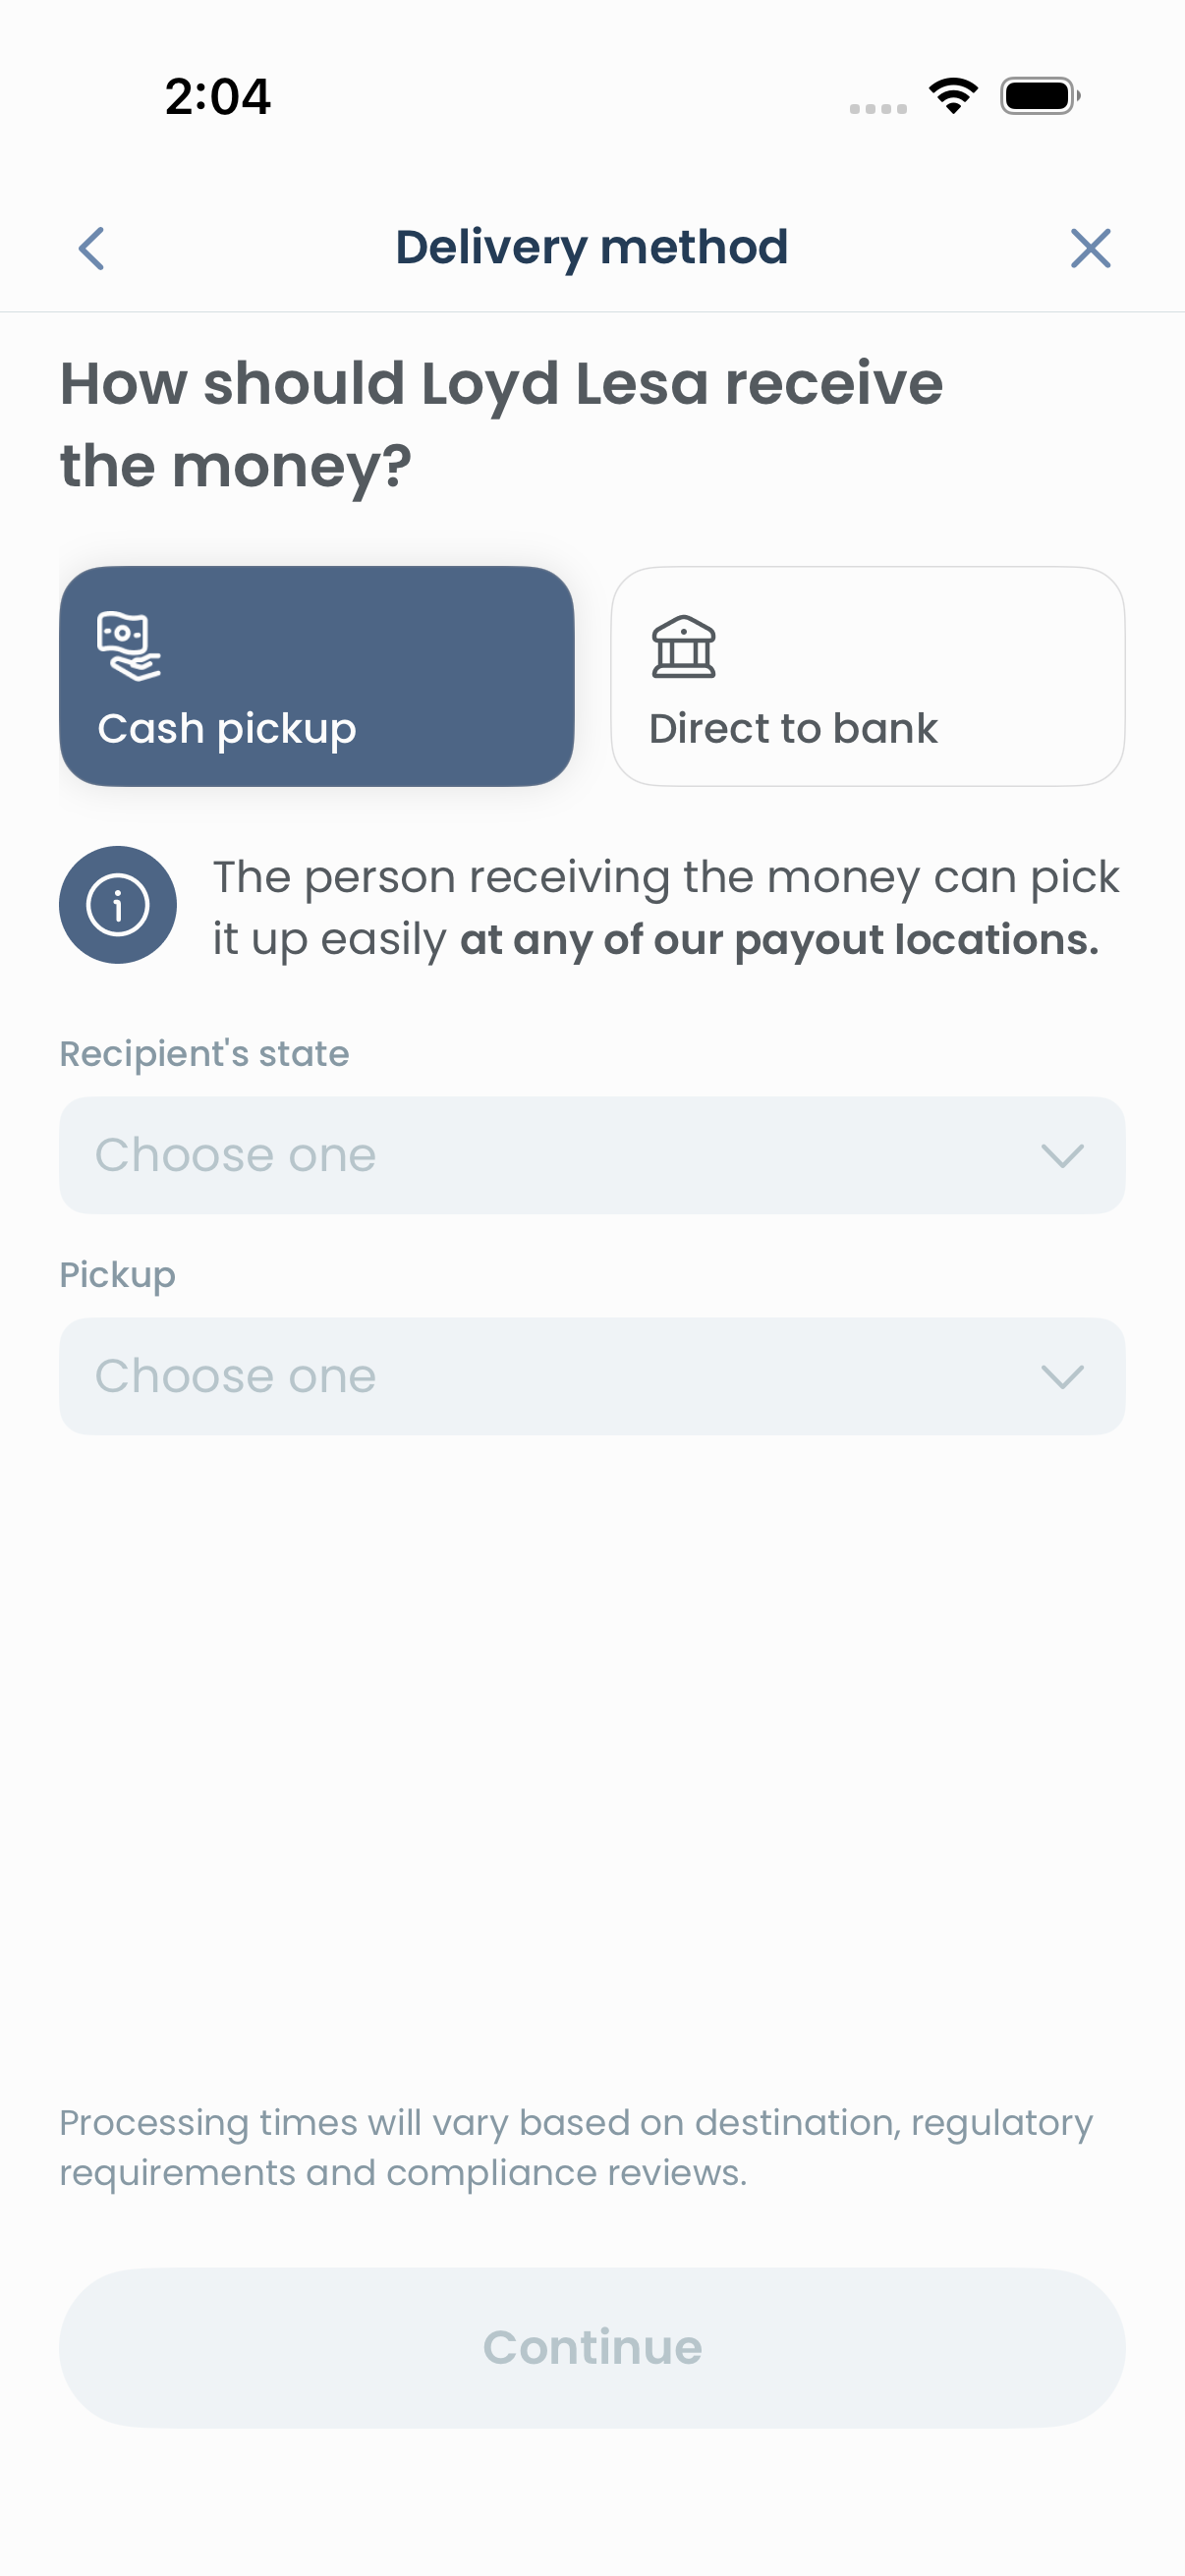 2:04
Delivery method
How should Loyd Lesa receive
the money?
Cash pickup
Direct to bank
The person receiving the money can pick
it up easily at any of our payout locations.
Recipient's state
Choose one
Pickup
Choose one
Processing times will vary based on destination, regulatory
requirements and compliance reviews.
Continue